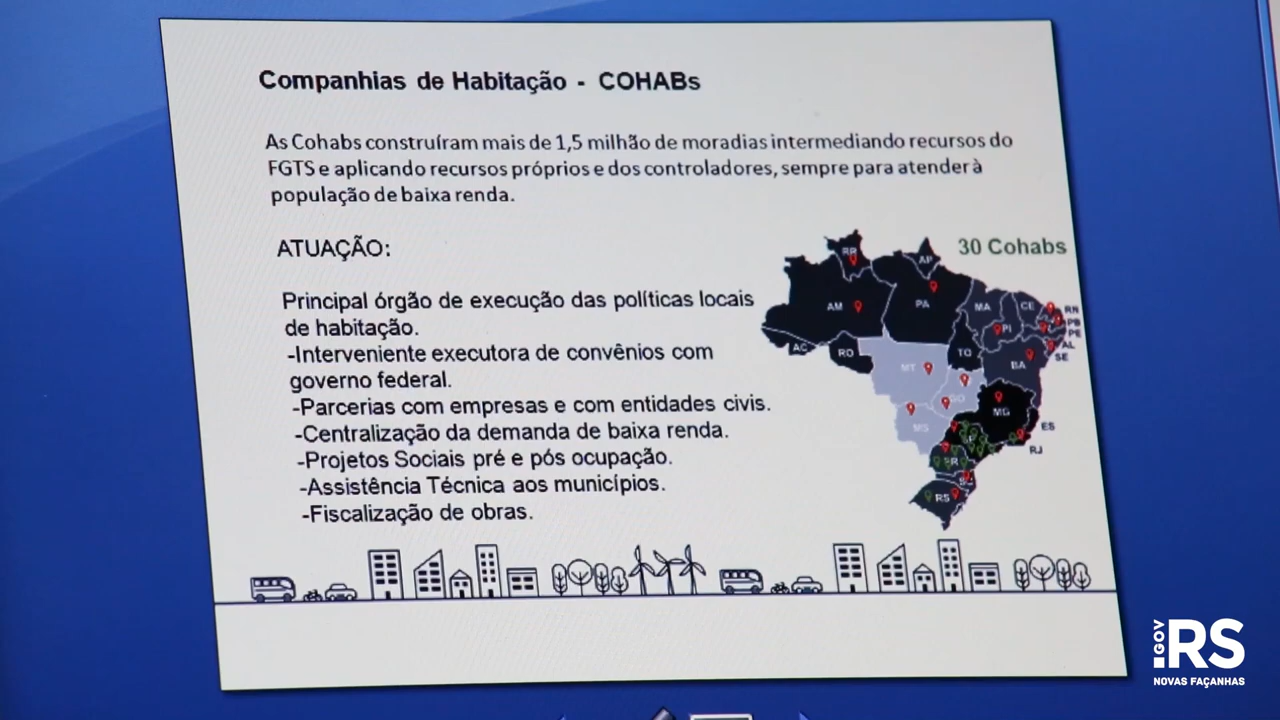 Companhias de Habitação - COHABs
As Cohabs construíram mais de 1,5 milhão de moradias intermediando recursos do
FGTS e aplicando recursos próprios e dos controladores, sempre para atender à
população de baixa renda.
ATUAÇÃO:
30 Cohabs
Principal órgão de execução das políticas locais
de habitação.
-Interveniente executora de convênios com
governo federal.
-Parcerias com empresas e com entidades civis.
-Centralização da demanda de baixa renda.
-Projetos Sociais pré e pós ocupação.
-Assistência Técnica aos municípios.
-Fiscalização de obras.
RR
AP
AM
PA
MA
CE
RN
PB
PE
PI
AL
SE
AC
RO
TO
BA
MT
GO
MG
MS
ES
RJ
PR
RS
GOV
RS
NOVAS FAÇANHAS